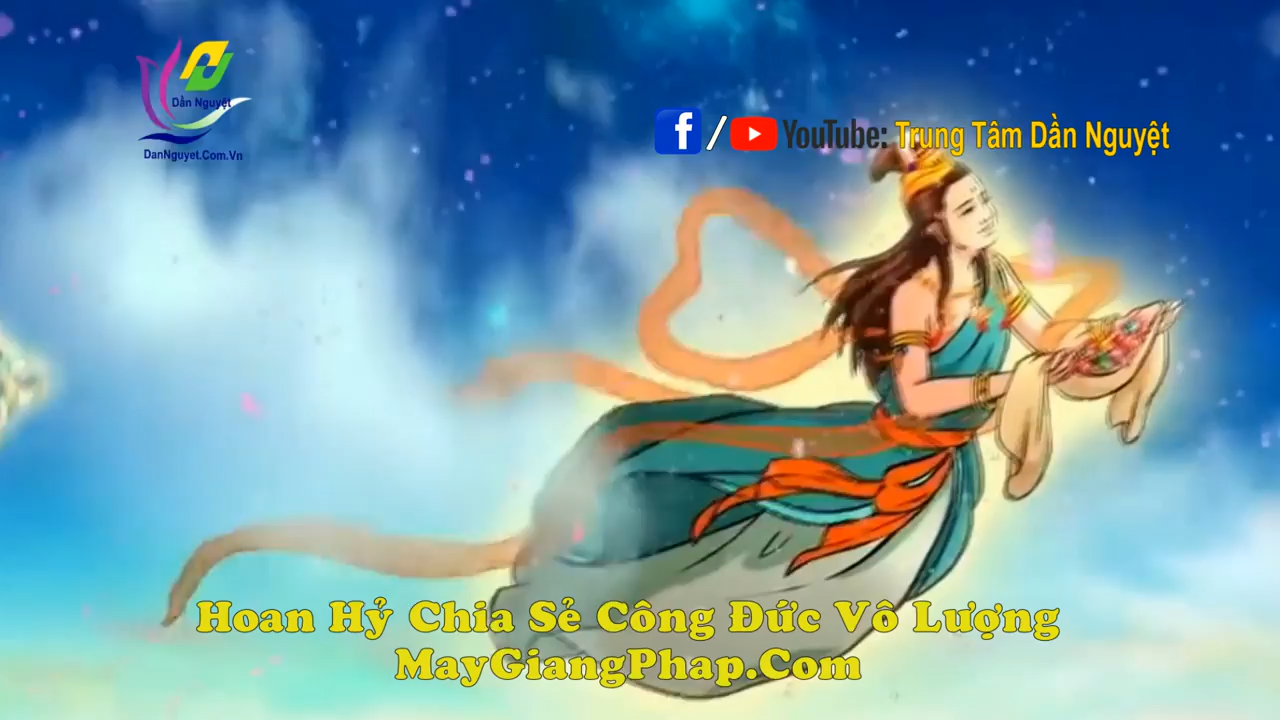 Dần Nguyệt
DanNguyet.Com.Vn
f / YouTube: Trung Tâm Dần Nguyệt
Hoan Hỷ Chia Sẻ Công Đức Vô Lượng
MayGiangPhap.Com